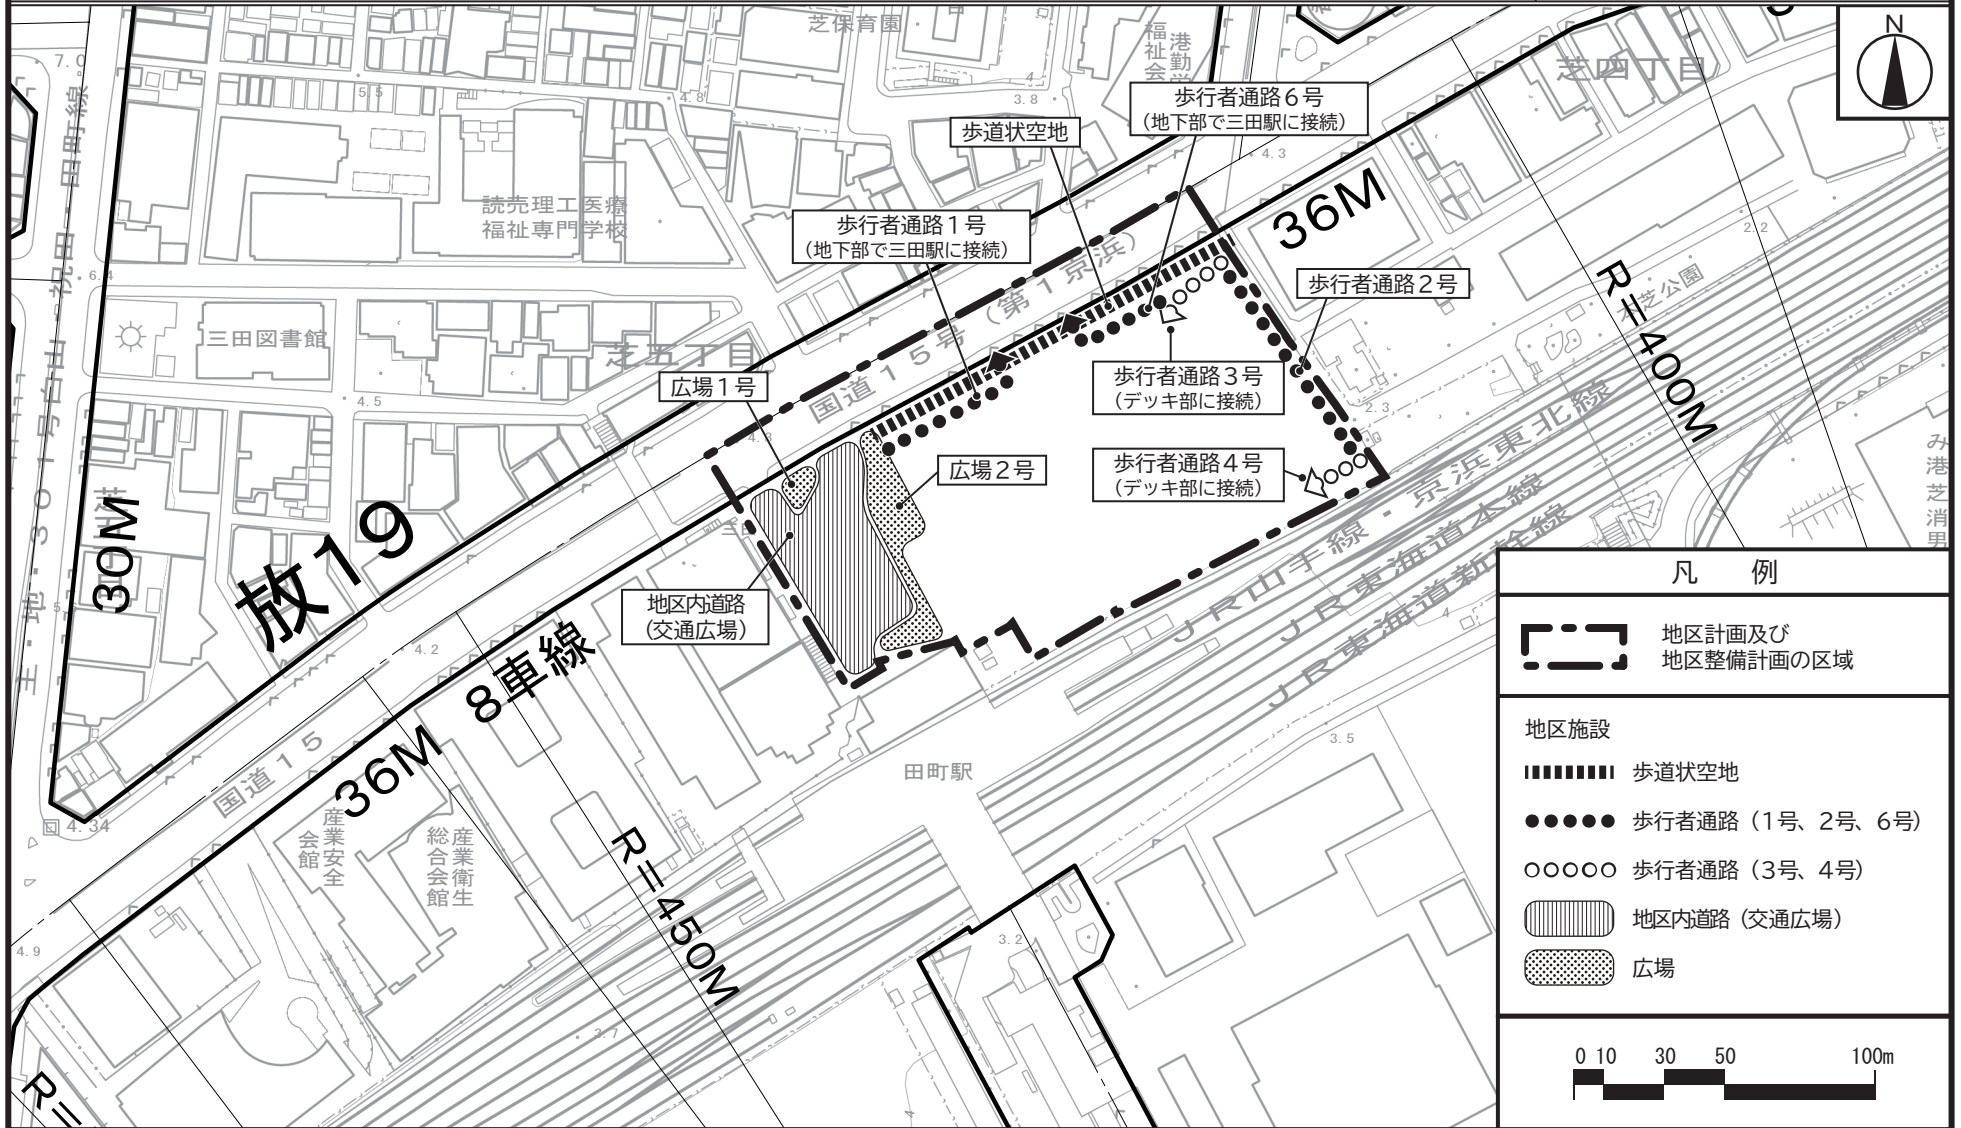 芝保育園
港勤労
福祉会
芝四丁目
N
7.0
5.5
4.8
4
3.8
歩行者通路6号
(地下部で三田駅に接続)
歩道状空地
4.3
36M
読売理工医療
福祉専門学校
歩行者通路1号
(地下部で三田駅に接続)
国道15号(第1京浜)
歩行者通路2号
2.2
本芝公園
R=400M
6.4
三田図書館
芝五丁目
広場1号
歩行者通路3号
(デッキ部に接続)
4.5
4.3
2.3
広場2号
歩行者通路4号
(デッキ部に接続)
30M
放19
地区内道路
(交通広場)
JR山手線・京浜東北線
JR東海道本線
JR東海道新幹線
4.2
8車線
36M
国道15
田町駅
3.5
4.34
産業安全
会館
産業衛生
総合会館
R=450M
4.9
3.2
3.7
R=
4
凡 例
地区計画及び
地区整備計画の区域
地区施設
歩道状空地
歩行者通路(1号、2号、6号)
歩行者通路(3号、4号)
地区内道路(交通広場)
広場
0 10 30 50 100m